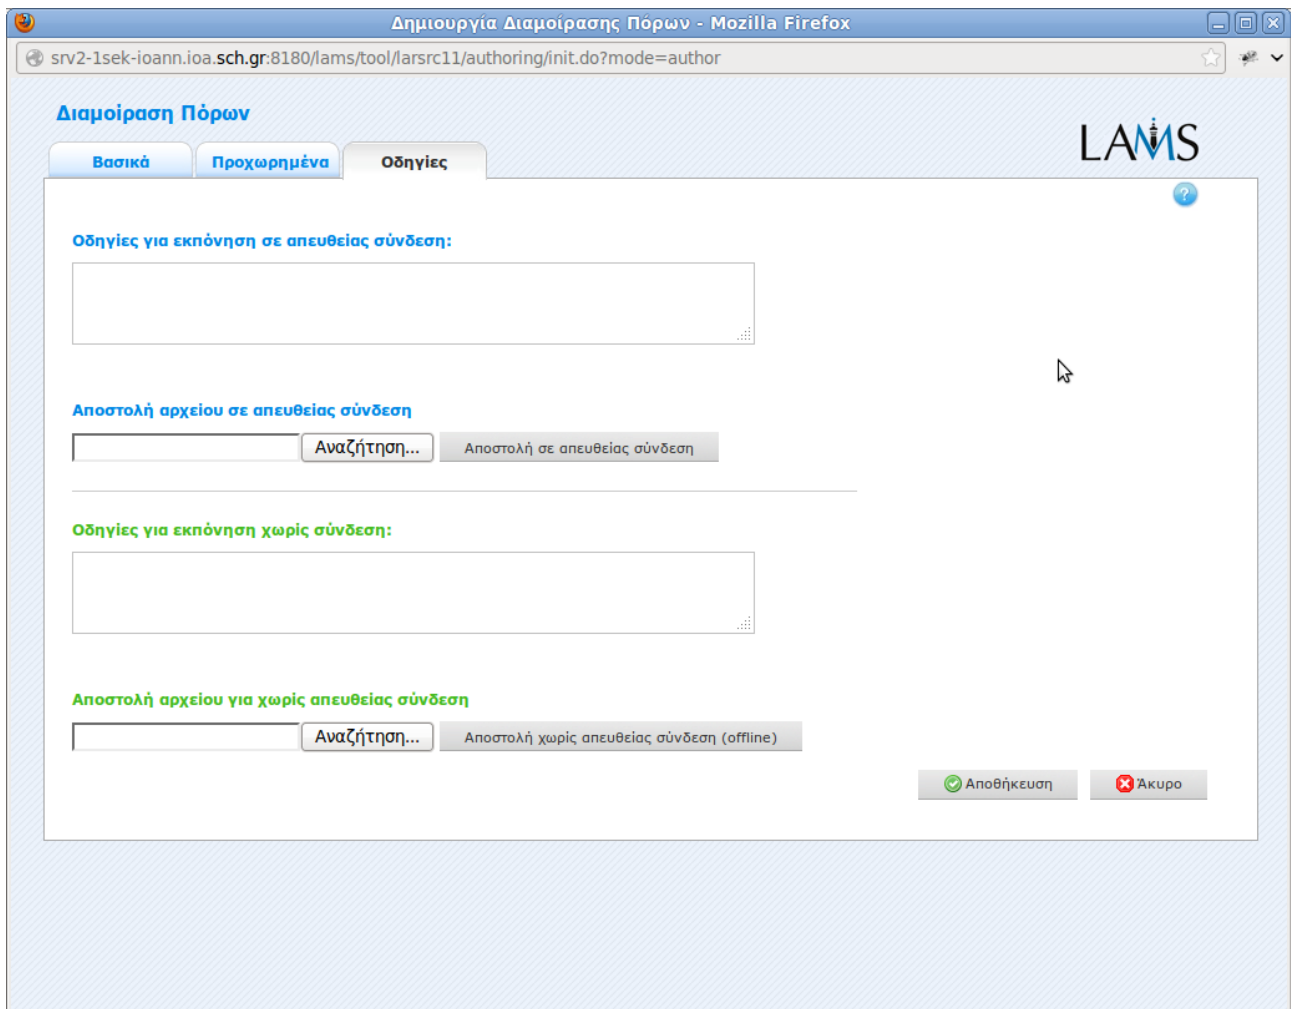 Δημιουργία Διαμοίρασης Πόρων - Mozilla Firefox
srv2-1sek-ioann.ioa.sch.gr:8180/lams/tool/larsrc11/authoring/init.do?mode=author
Διαμοίραση Πόρων
LAMS
Βασικά Προχωρημένα Οδηγίες
?
Οδηγίες για εκπόνηση σε απευθείας σύνδεση:
Αποστολή αρχείου σε απευθείας σύνδεση
Αναζήτηση... Αποστολή σε απευθείας σύνδεση
Οδηγίες για εκπόνηση χωρίς σύνδεση:
Αποστολή αρχείου για χωρίς απευθείας σύνδεση
Αναζήτηση... Αποστολή χωρίς απευθείας σύνδεση (offline)
Αποθήκευση Άκυρο